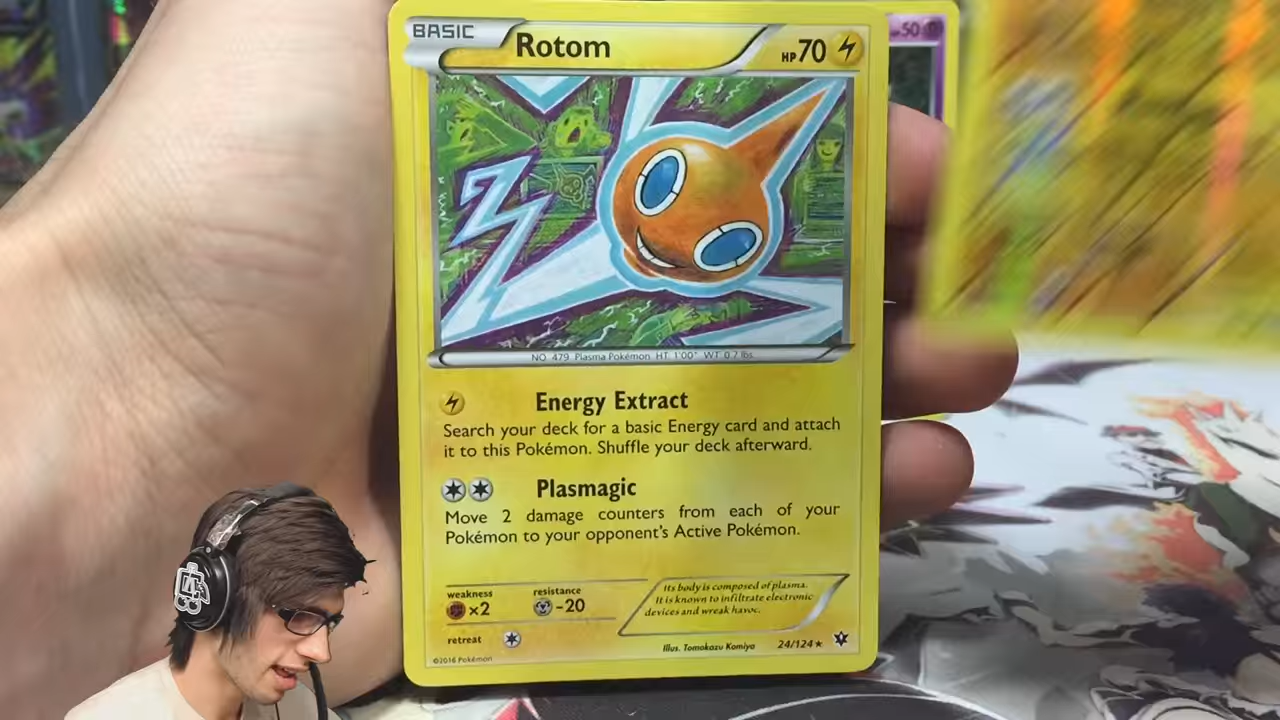 BASIC
Rotom
HP70
50
NO. 479 Plasma Pokémon HT 1'00" WT 0.7 lbs.
Energy Extract
Search your deck for a basic Energy card and attach
it to this Pokémon. Shuffle your deck afterward.
Plasmagic
Move 2 damage counters from each of your
Pokémon to your opponent's Active Pokémon.
weakness
×2
resistance
-20
Its body is composed of plasma.
It is known to infiltrate electronic
devices and wreak havoc.
retreat
Illus. Tomokazu Komiya
24/124★
©2016 Pokémon